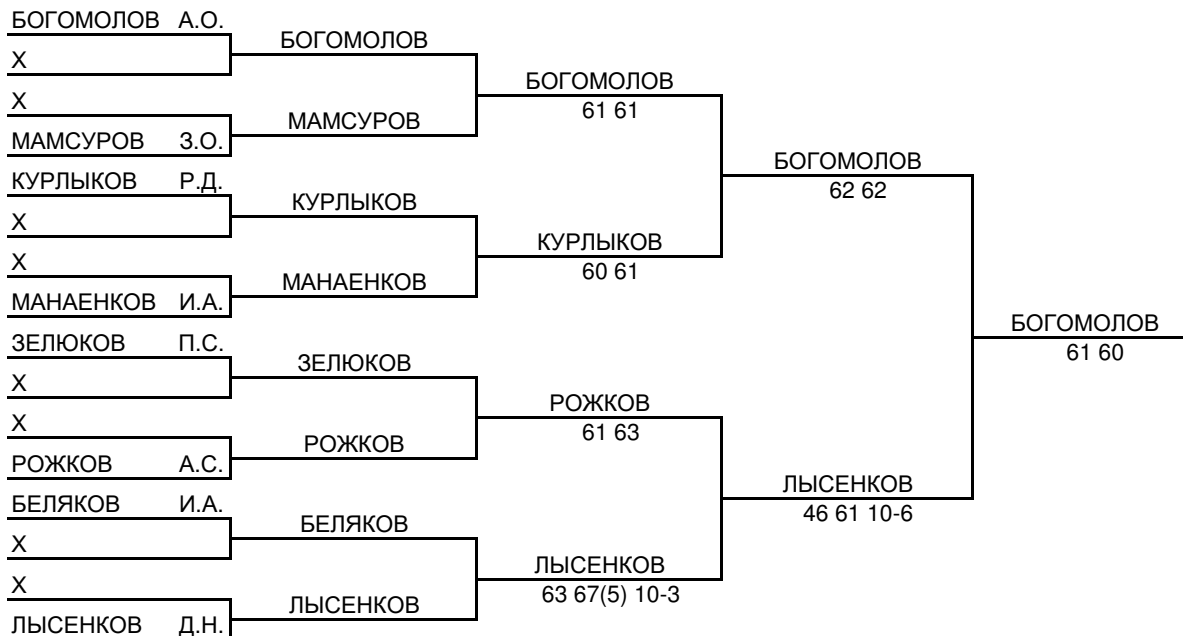 БОГОМОЛОВ А.О.
БОГОМОЛОВ
Х
БОГОМОЛОВ
61 61
Х
МАМСУРОВ
МАМСУРОВ З.О.
БОГОМОЛОВ
62 62
КУРЛЫКОВ Р.Д.
КУРЛЫКОВ
Х
КУРЛЫКОВ
60 61
Х
МАНАЕНКОВ
МАНАЕНКОВ И.А.
БОГОМОЛОВ
61 60
ЗЕЛЮКОВ П.С.
ЗЕЛЮКОВ
Х
РОЖКОВ
61 63
Х
РОЖКОВ
РОЖКОВ А.С.
ЛЫСЕНКОВ
46 61 10-6
БЕЛЯКОВ И.А.
БЕЛЯКОВ
Х
ЛЫСЕНКОВ
63 67(5) 10-3
Х
ЛЫСЕНКОВ
ЛЫСЕНКОВ Д.Н.